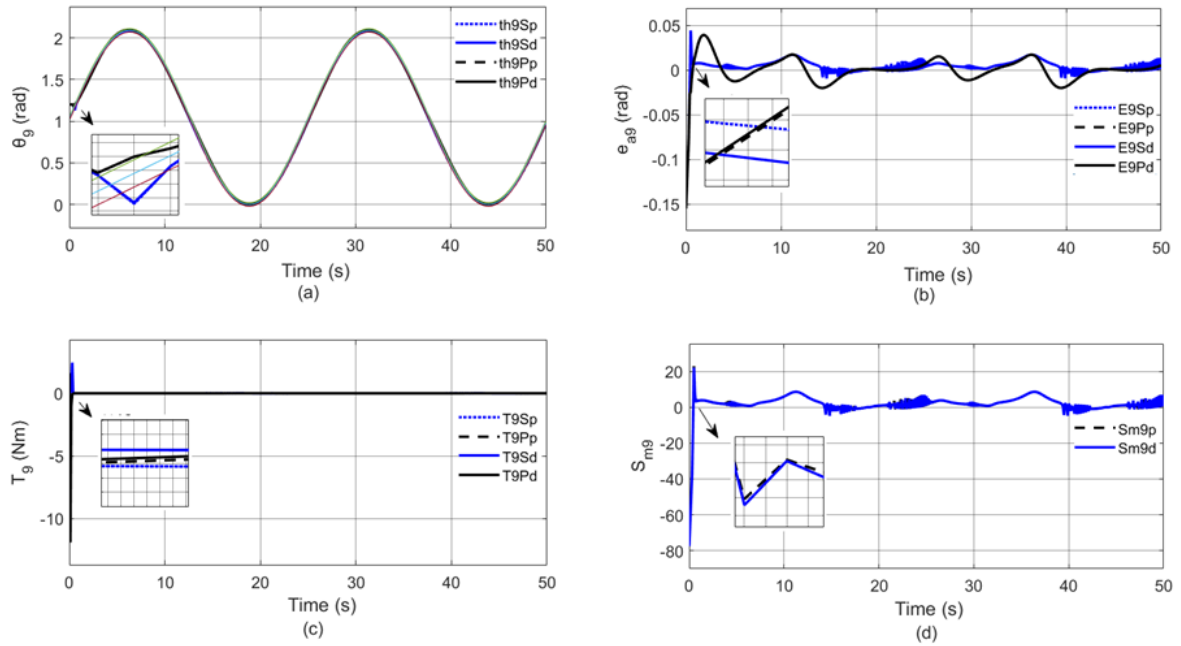 θ9 (rad)
2
1.5
1
0.5
0
th9Sp
th9Sd
th9Pp
th9Pd
0 10 20 30 40 50
Time (s)
(a)
ea9 (rad)
0.05
0
-0.05
-0.1
-0.15
E9Sp
E9Pp
E9Sd
E9Pd
0 10 20 30 40 50
Time (s)
(b)
T9 (Nm)
0
-5
-10
T9Sp
T9Pp
T9Sd
T9Pd
0 10 20 30 40 50
Time (s)
(c)
Sm9
20
0
-20
-40
-60
-80
Sm9p
Sm9d
0 10 20 30 40 50
Time (s)
(d)